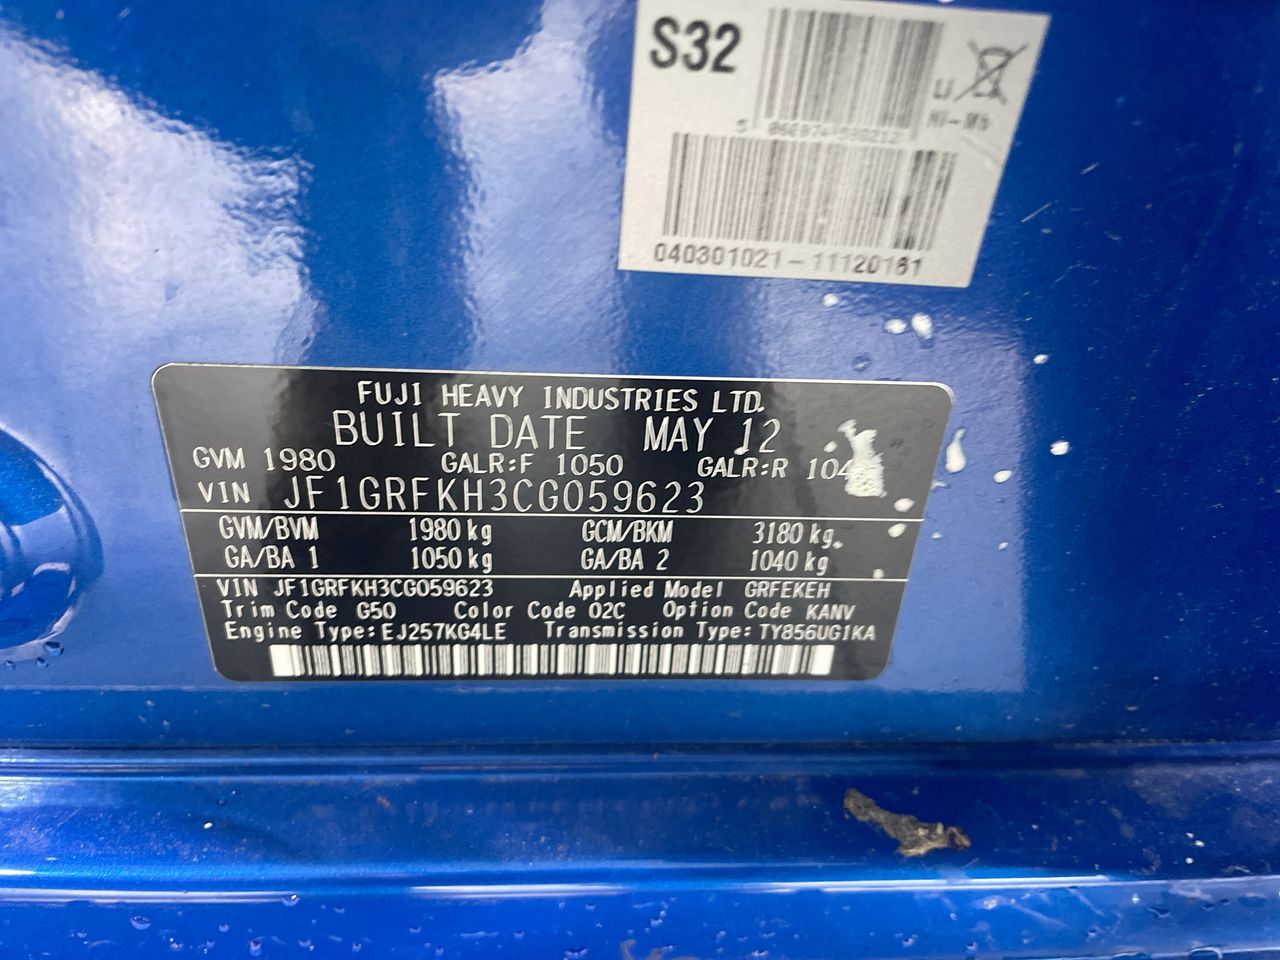 S32
040301021-11120161
FUJI HEAVY INDUSTRIES LTD.
BUILT DATE MAY 12
GVM 1980 GALR:F 1050 GALR:R
VIN JF1GRFKH3CG059623
GVM/BVM 1980 kg GCM/BKM 3180 kg
GA/BA 1 1050 kg GA/BA 2 1040 kg
VIN JF1GRFKH3CG059623 Applied Model GRFEKEH
Trim Code G50 Color Code 02C Option Code KANV
Engine Type:EJ257KG4LE Transmission Type:TY856UG1KA